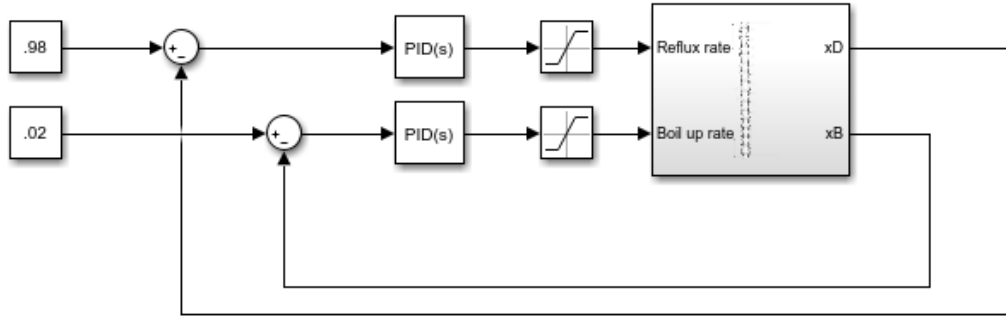 .98
PID(s)
Reflux rate
xD
.02
PID(s)
Boil up rate
xB